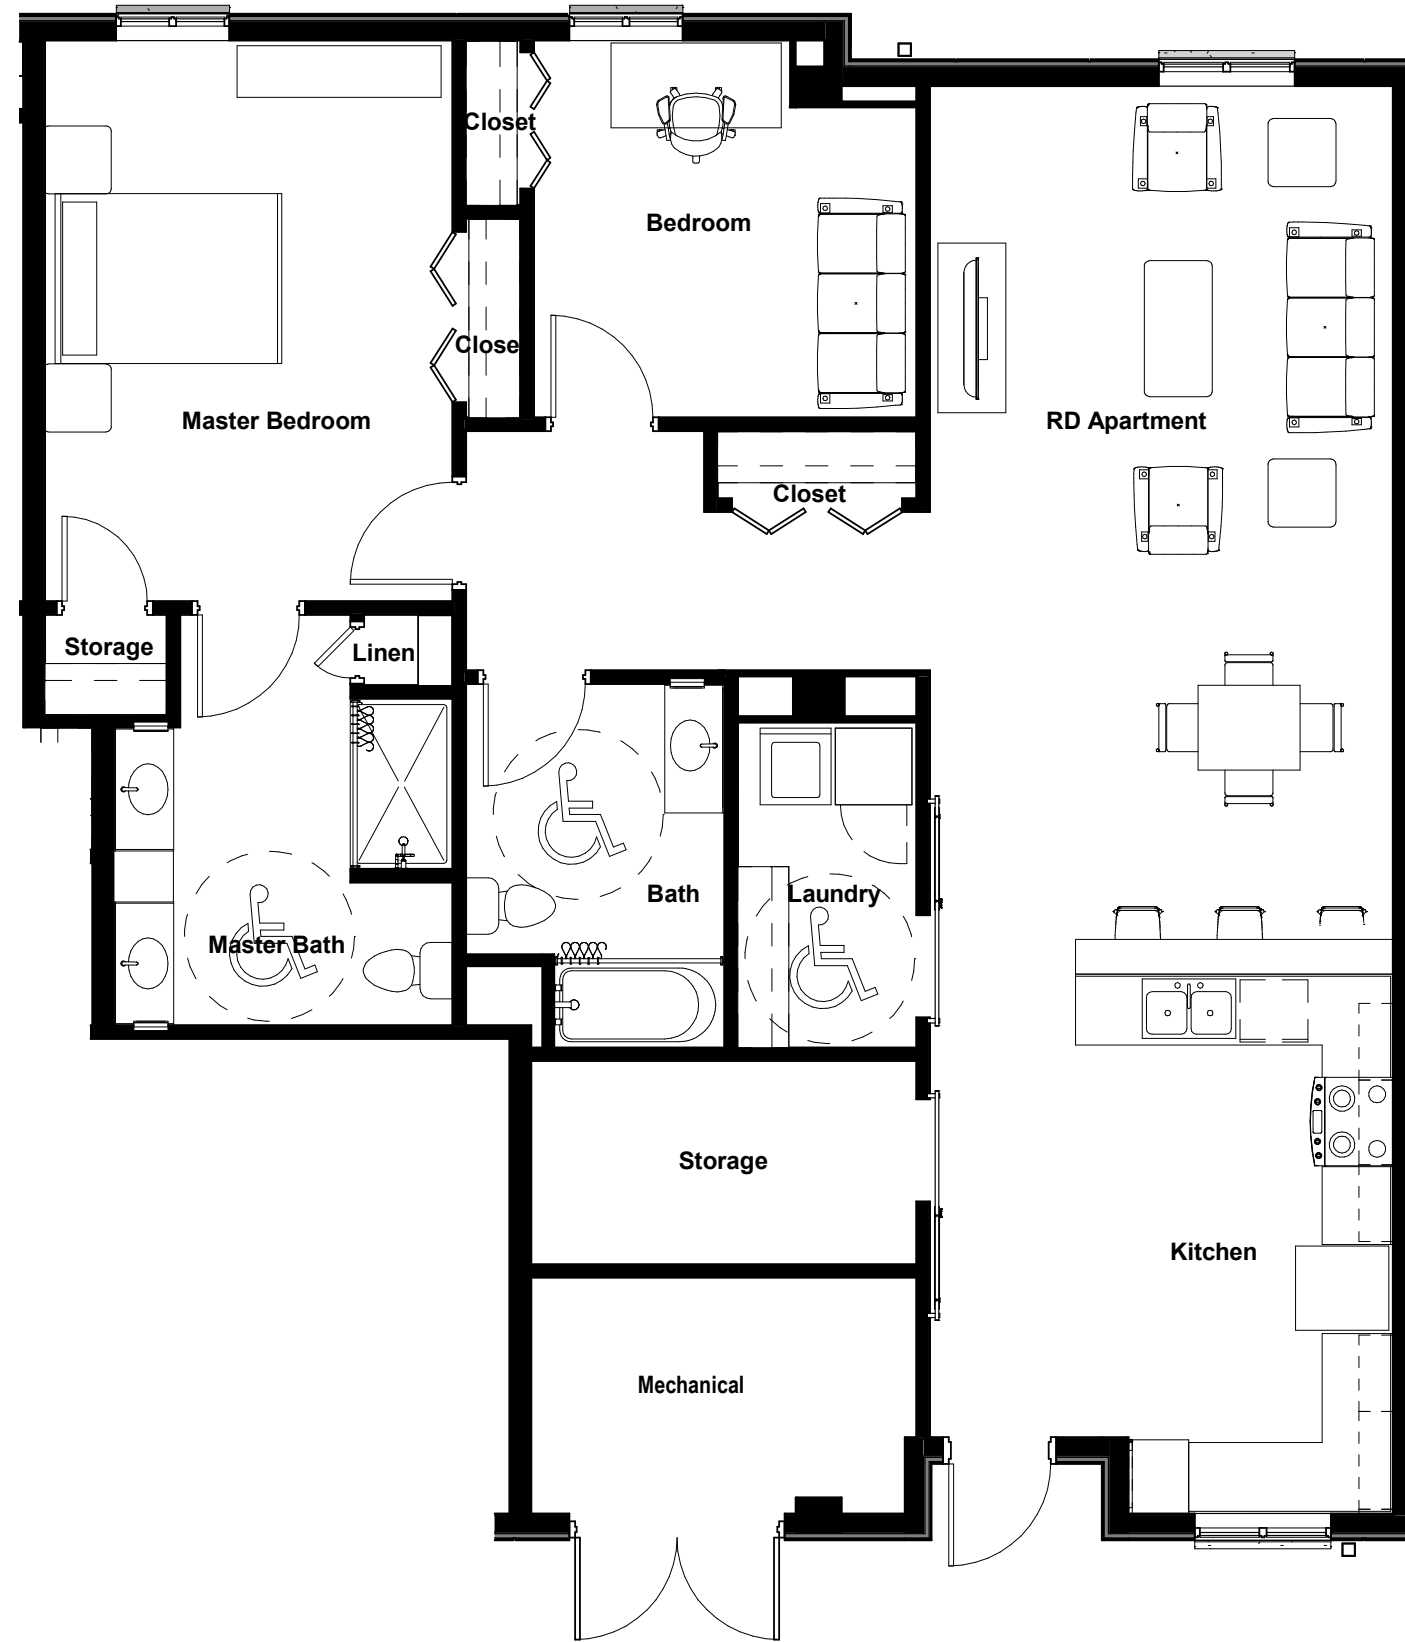 Closet
Bedroom
Close
Master Bedroom
RD Apartment
Closet
Storage
Linen
Bath
Laundry
Master Bath
Storage
Kitchen
Mechanical